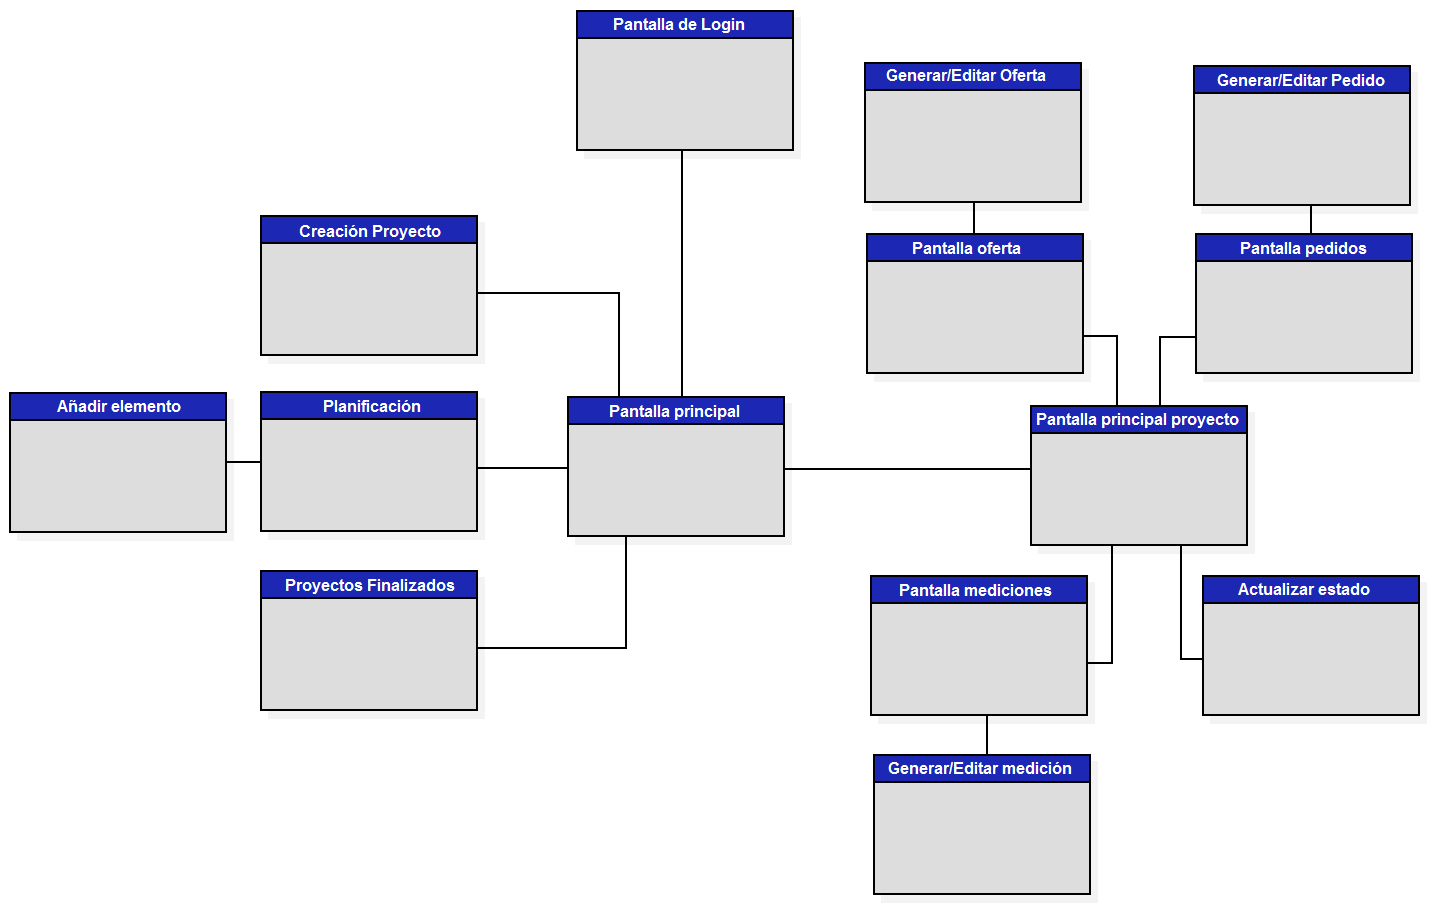 Pantalla de Login
Generar/Editar Oferta
Generar/Editar Pedido
Creación Proyecto
Pantalla oferta
Pantalla pedidos
Añadir elemento
Planificación
Pantalla principal
Pantalla principal proyecto
Proyectos Finalizados
Pantalla mediciones
Actualizar estado
Generar/Editar medición